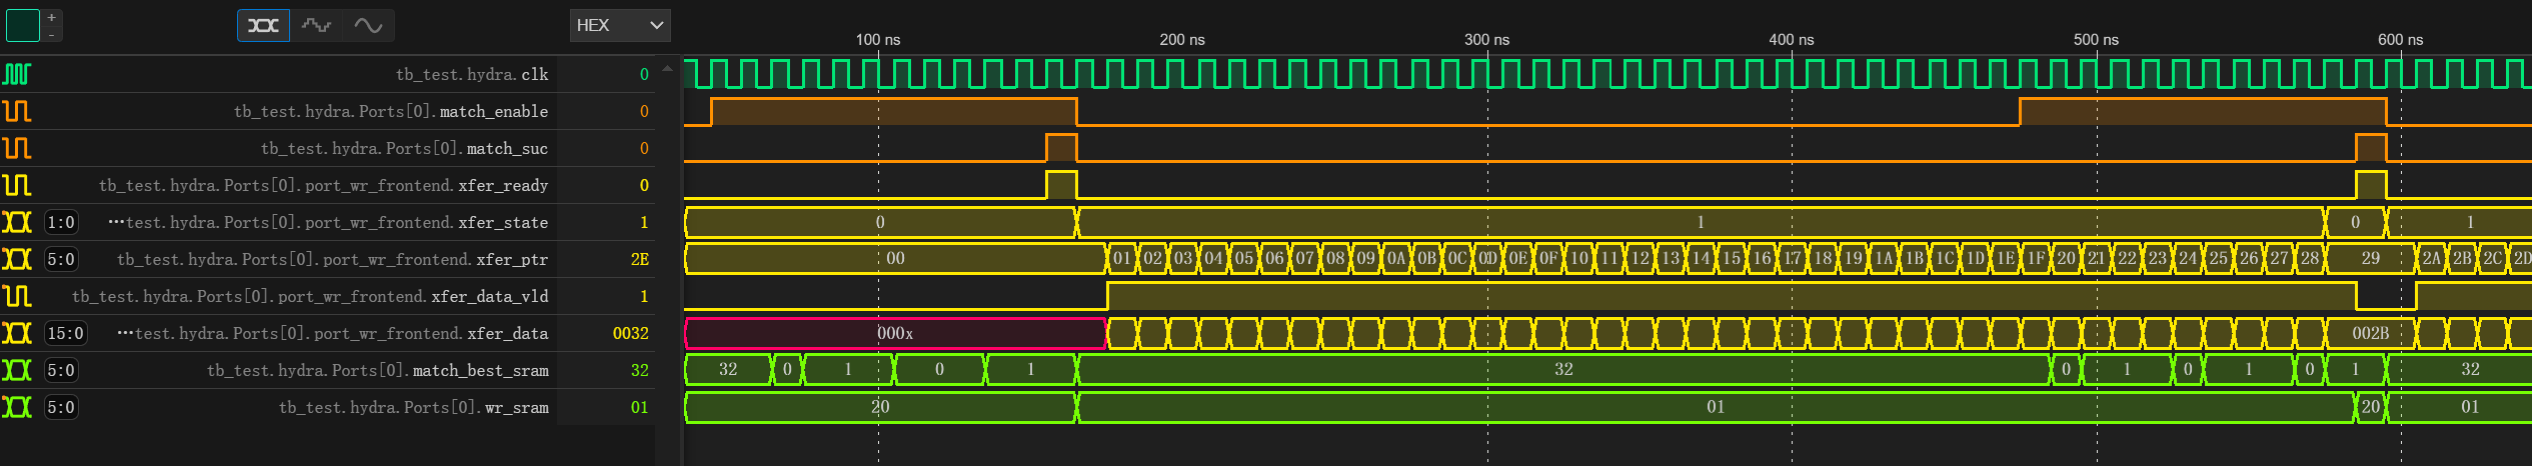 +
-
HEX
100 ns 200 ns 300 ns 400 ns 500 ns 600 ns
tb_test.hydra.clk 0
tb_test.hydra.Ports[0].match_enable 0
tb_test.hydra.Ports[0].match_suc 0
tb_test.hydra.Ports[0].port_wr_frontend.xfer_ready 0
1:0 ···test.hydra.Ports[0].port_wr_frontend.xfer_state 1 0 1 0 1
5:0 tb_test.hydra.Ports[0].port_wr_frontend.xfer_ptr 2E 00 01 02 03 04 05 06 07 08 09 0A 0B 0C 0D 0E 0F 10 11 12 13 14 15 16 17 18 19 1A 1B 1C 1D 1E 1F 20 21 22 23 24 25 26 27 28 29 2A 2B 2C 2D
tb_test.hydra.Ports[0].port_wr_frontend.xfer_data_vld 1
15:0 ···test.hydra.Ports[0].port_wr_frontend.xfer_data 0032 000x 002B
5:0 tb_test.hydra.Ports[0].match_best_sram 32 32 0 1 0 1 32 0 1 0 1 0 1 32
5:0 tb_test.hydra.Ports[0].wr_sram 01 20 01 20 01